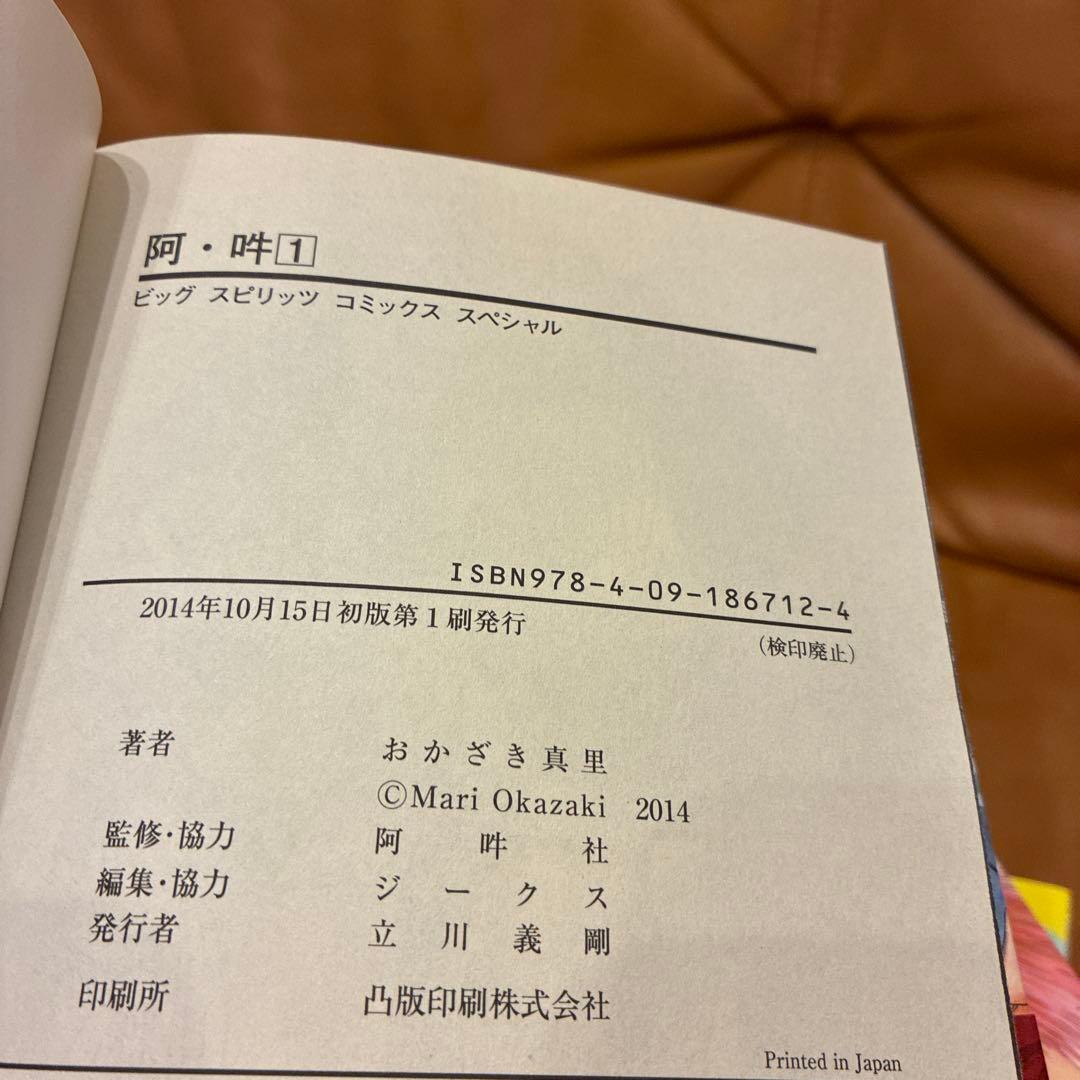 阿・吽1
ビッグ スピリッツ コミックス スペシャル
ISBN978-4-09-186712-4
2014年10月15日初版第1刷発行
(検印廃止)
著者 おかざき真里
©Mari Okazaki 2014
監修・協力 阿吽社
編集・協力 ジークス
発行者 立川義剛
印刷所 凸版印刷株式会社
Printed in Japan